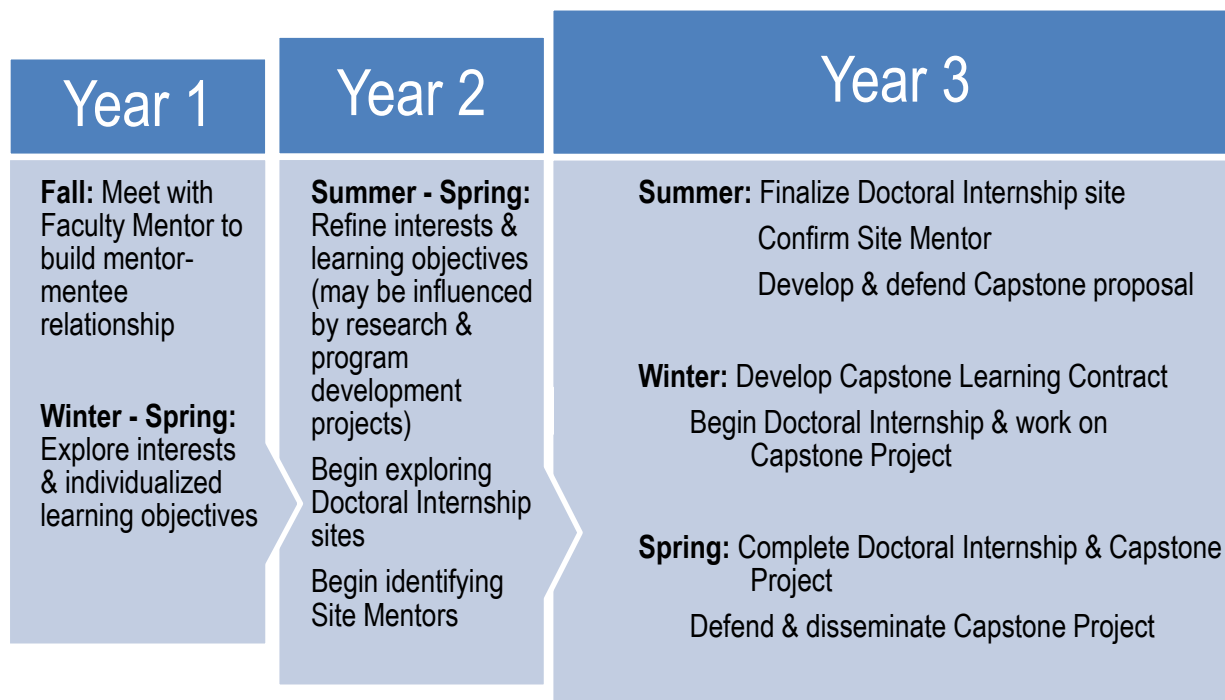 Year 1
Fall: Meet with
Faculty Mentor to
build mentor-
mentee
relationship
Winter - Spring:
Explore interests
& individualized
learning objectives
Year 2
Summer - Spring:
Refine interests &
learning objectives
(may be influenced
by research &
program
development
projects)
Begin exploring
Doctoral Internship
sites
Begin identifying
Site Mentors
Year 3
Summer: Finalize Doctoral Internship site
Confirm Site Mentor
Develop & defend Capstone proposal
Winter: Develop Capstone Learning Contract
Begin Doctoral Internship & work on
Capstone Project
Spring: Complete Doctoral Internship & Capstone
Project
Defend & disseminate Capstone Project